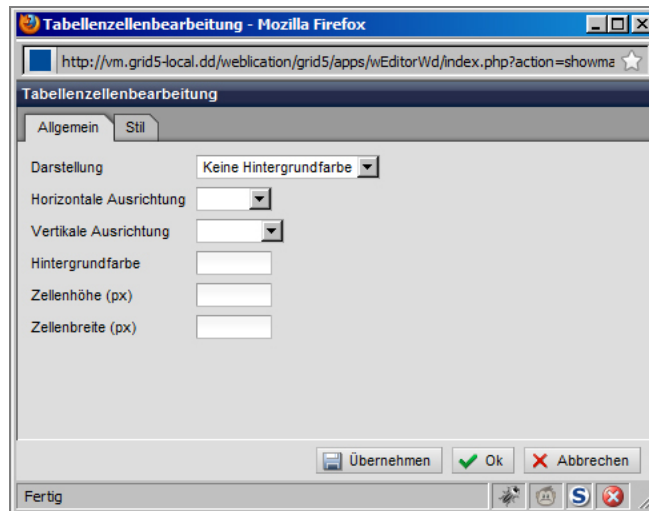 Tabellenzellenbearbeitung - Mozilla Firefox
http://vm.grid5-local.dd/weblication/grid5/apps/wEditorWd/index.php?action=showma
Tabellenzellenbearbeitung
Allgemein Stil
Darstellung Keine Hintergrundfarbe
Horizontale Ausrichtung
Vertikale Ausrichtung
Hintergrundfarbe
Zellenhöhe (px)
Zellenbreite (px)
Übernehmen Ok Abbrechen
Fertig S